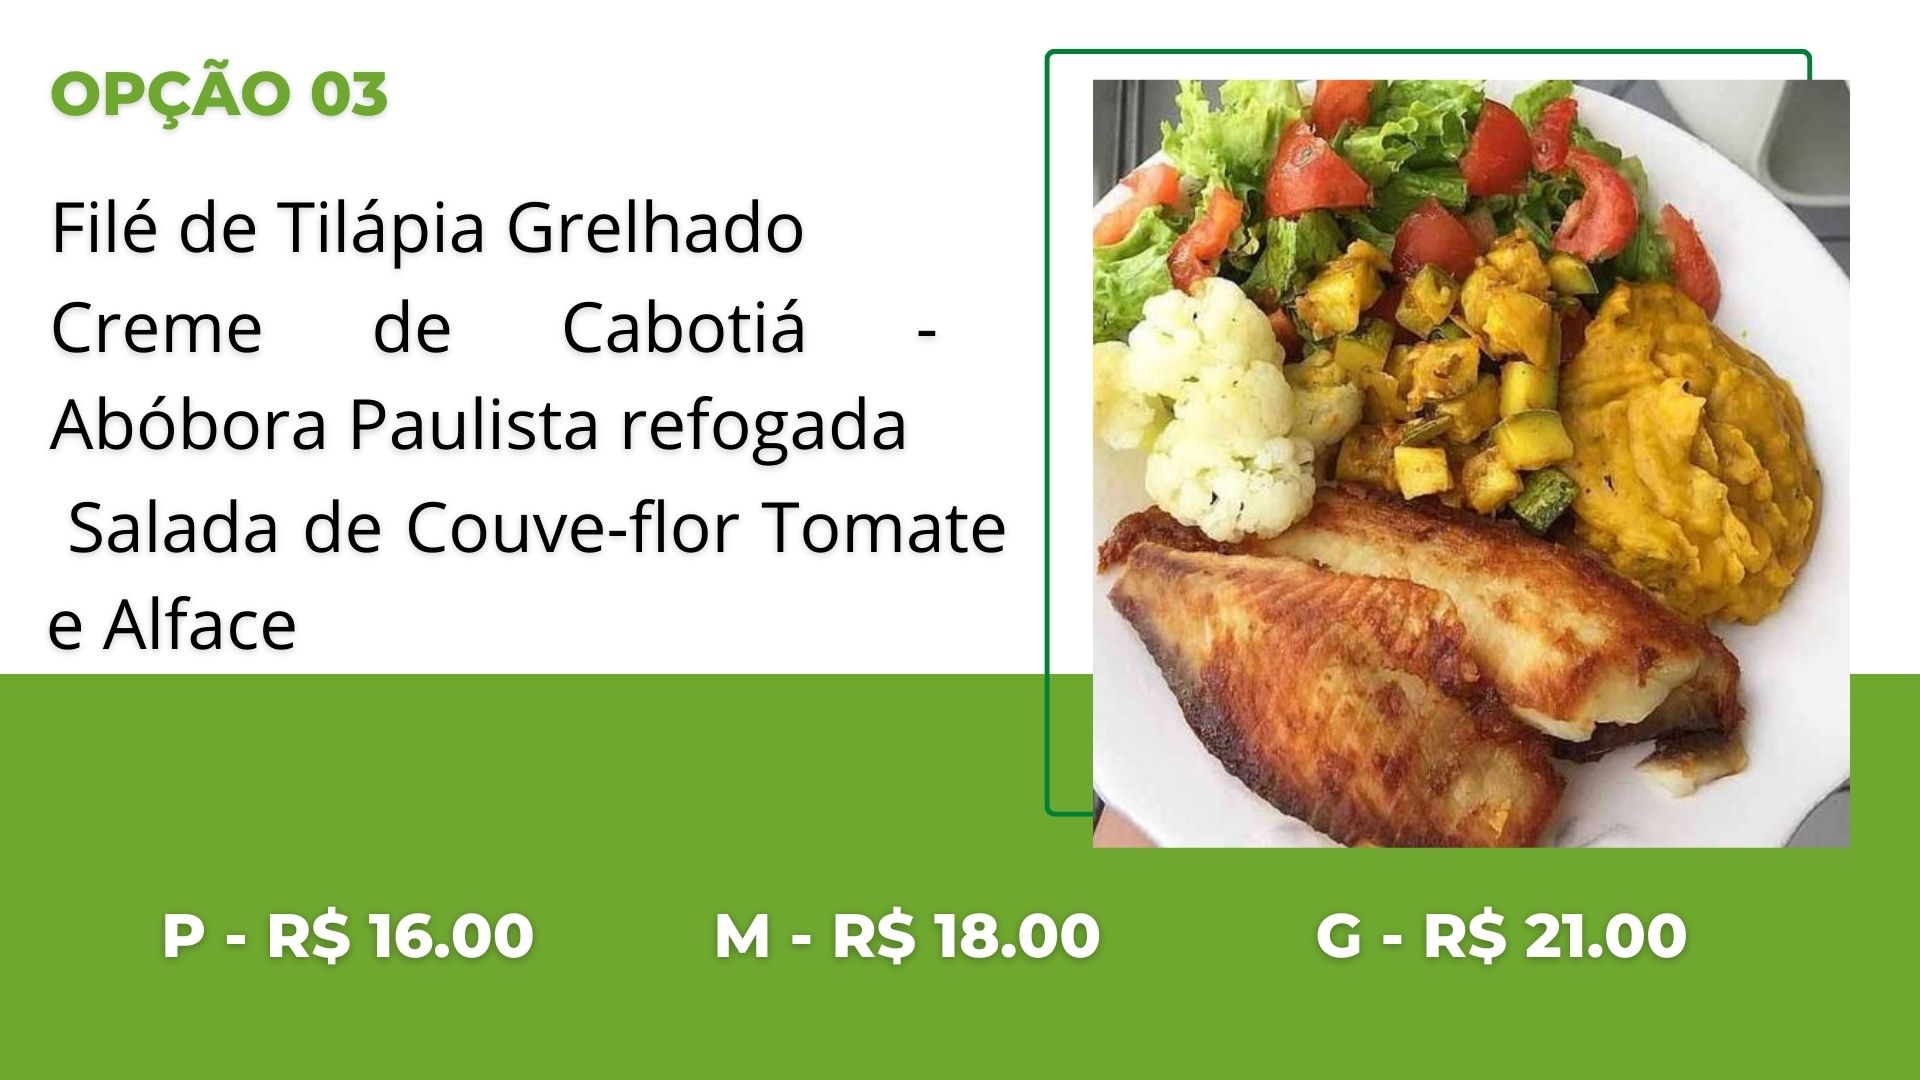 OPÇÃO 03
Filé de Tilápia Grelhado
Creme de Cabotiá -
Abóbora Paulista refogada
Salada de Couve-flor Tomate
e Alface
P - R$ 16.00
M - R$ 18.00
G - R$ 21.00